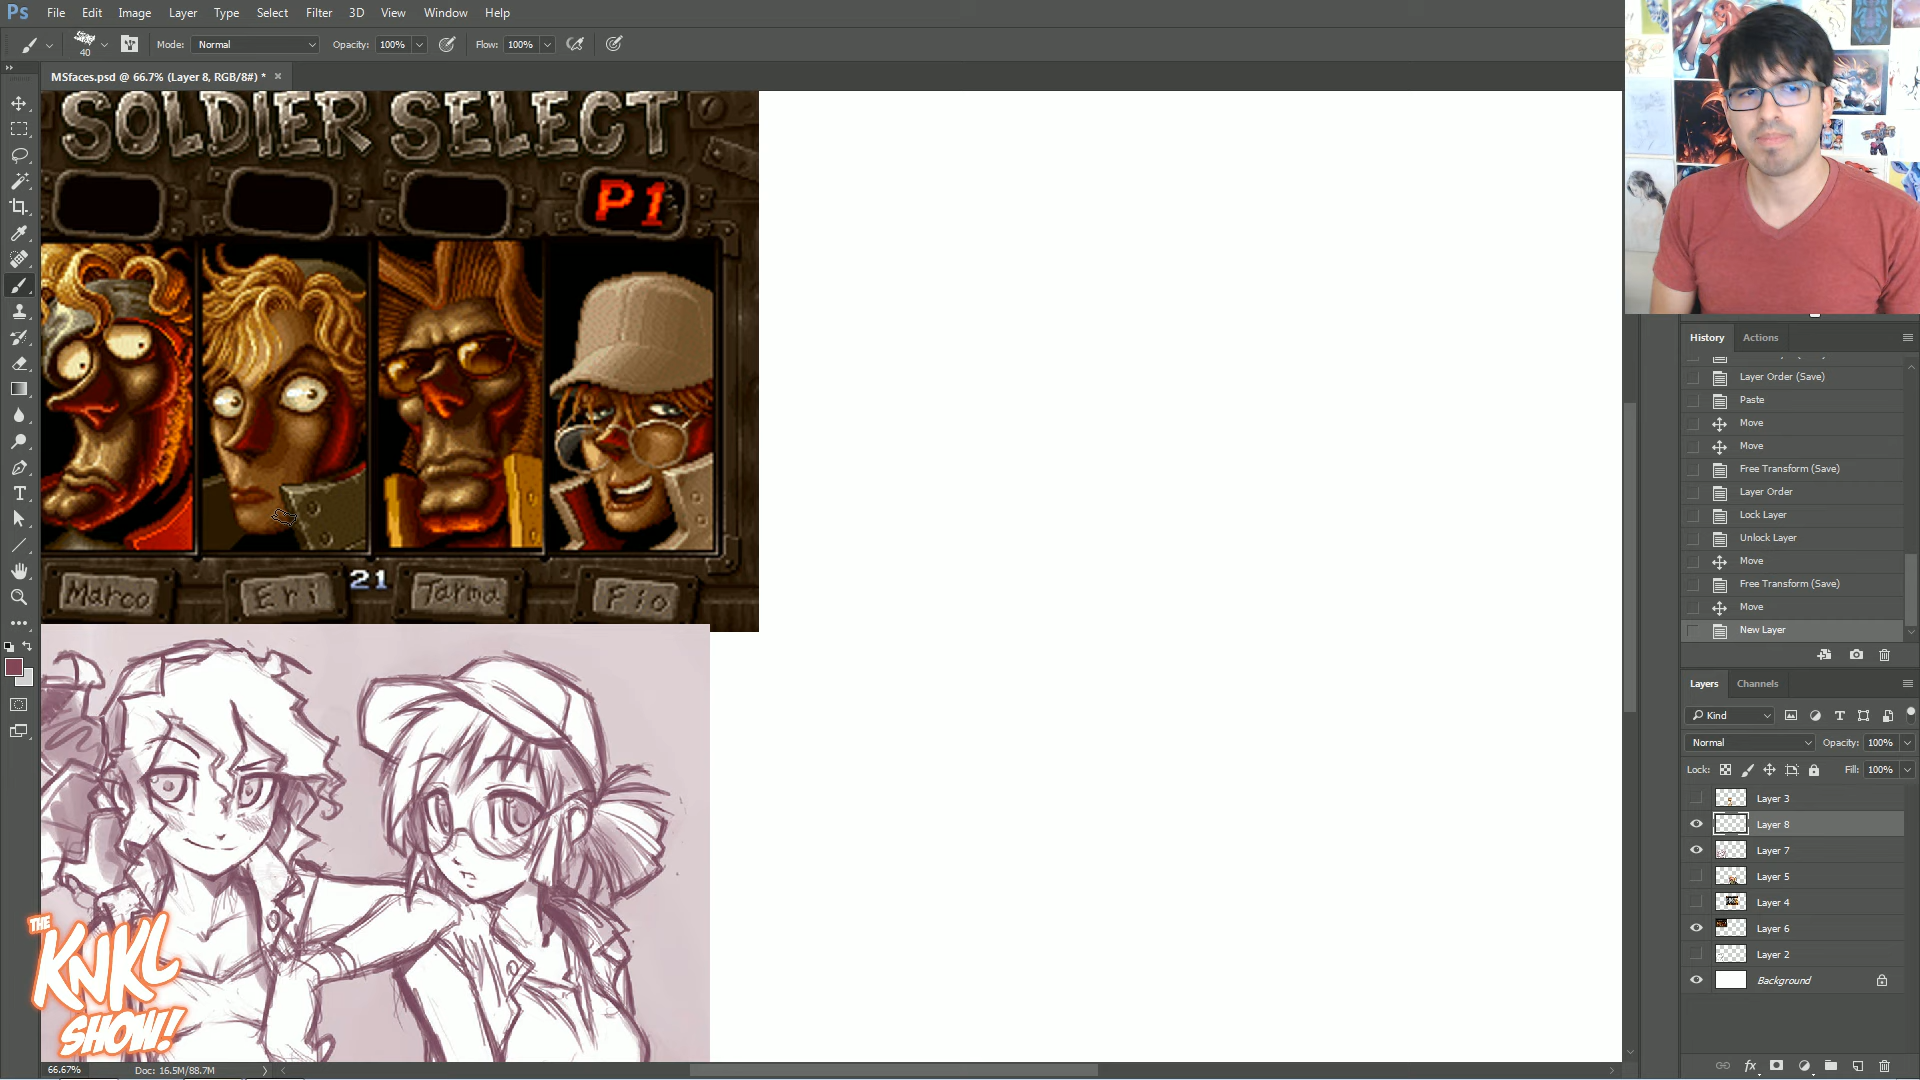 Ps File Edit Image Layer Type Select Filter 3D View Window Help
40 Mode: Normal Opacity: 100% Flow: 100%
MSfaces.psd @ 66.7% (Layer 8, RGB/8#) * ×
SOLDIER SELECT
P1
Marco Eri 21 Tarma Fio
THE
KNKL
SHOW!
66.67% Doc: 16.5M/88.7M
History Actions
Layer Order (Save)
Paste
Move
Move
Free Transform (Save)
Layer Order
Lock Layer
Unlock Layer
Move
Free Transform (Save)
Move
New Layer
Layers Channels
Kind
Normal Opacity: 100%
Lock: Fill: 100%
Layer 3
Layer 8
Layer 7
Layer 5
Layer 4
Layer 6
Layer 2
Background
fx